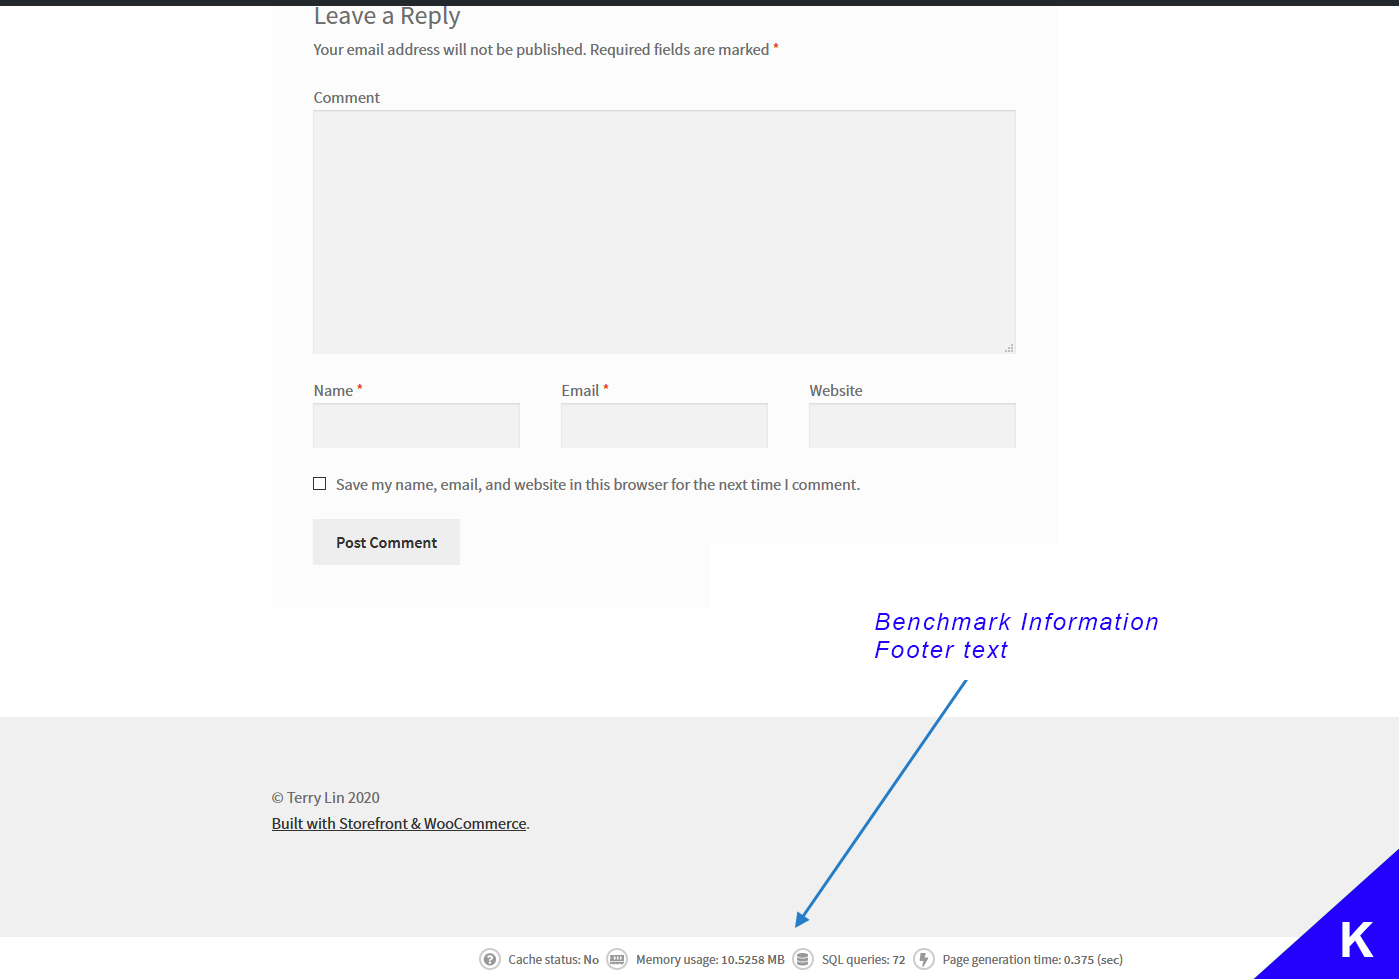 Leave a Reply
Your email address will not be published. Required fields are marked *
Comment
Name * Email * Website
Save my name, email, and website in this browser for the next time I comment.
Post Comment
Benchmark Information
Footer text
© Terry Lin 2020
Built with Storefront & WooCommerce.
Cache status: No Memory usage: 10.5258 MB SQL queries: 72 Page generation time: 0.375 (sec)
K